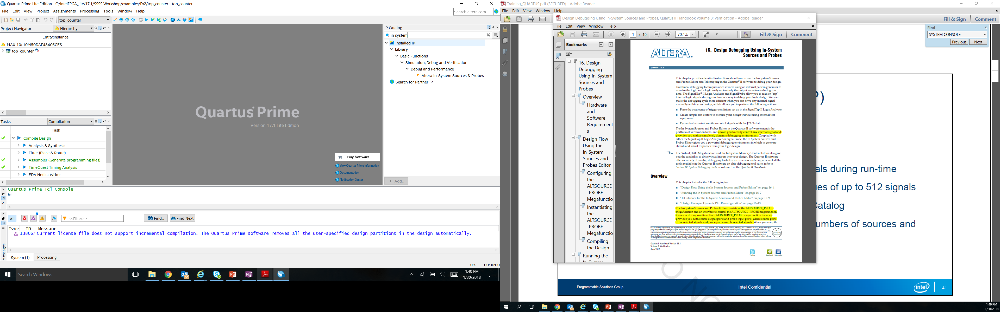 Quartus Prime Lite Edition - C:/intelFPGA_lite/17.1/SSSS Workshop/examples/Ex2/top_counter - top_counter
File Edit View Project Assignments Processing Tools Window Help
Search altera.com
top_counter
Project Navigator
Hierarchy
Entity:Instance
MAX 10: 10M50DAF484C6GES
top_counter
Tasks
Compilation
Task
Compile Design
Analysis & Synthesis
Fitter (Place & Route)
Assembler (Generate programming files)
TimeQuest Timing Analysis
EDA Netlist Writer
Quartus Prime
Version 17.1 Lite Edition
Buy Software
View Quartus Prime Information
Documentation
Notification Center
IP Catalog
in system
Installed IP
Library
Basic Functions
Simulation; Debug and Verification
Debug and Performance
Altera In-System Sources & Probes
Search for Partner IP
+ Add...
Quartus Prime Tcl Console
tcl>
All
<<Filter>>
Find...
Find Next
Type ID Message
138067 Current license file does not support incremental compilation. The Quartus Prime software removes all the user-specified design partitions in the design automatically.
Messages
System (1) Processing
0% 00:00:00
Search Windows
1:40 PM
1/30/2018
Training_QUARTUS.pdf (SECURED) - Adobe Reader
File Edit View Window Help
Fill & Sign Comment
Find
SYSTEM CONSOLE
Previous Next
Design Debugging Using In-System Sources and Probes, Quartus II Handbook Volume 3: Verification - Adobe Reader
File Edit View Window Help
1 / 16
70.4%
Fill & Sign Comment
Bookmarks
16. Design
Debugging
Using In-System
Sources and
Probes
Overview
Hardware
and
Software
Requirement
s
Design Flow
Using the
In-System
Sources and
Probes Editor
Configuring
the
ALTSOURCE
_PROBE
Megafunctio
Instantiating
the
ALTSOURCE
_PROBE
Megafunctio
Compiling
the Design
Running the
In-System
ALTERA
16. Design Debugging Using In-System
Sources and Probes
QII53021-12.0.0
This chapter provides detailed instructions about how to use the In-System Sources
and Probes Editor and Tcl scripting in the Quartus® II software to debug your design.
Traditional debugging techniques often involve using an external pattern generator to
exercise the logic and a logic analyzer to study the output waveforms during run
time. The SignalTap® II Logic Analyzer and SignalProbe allow you to read or “tap”
internal logic signals during run time as a way to debug your logic design. You can
make the debugging cycle more efficient when you can drive any internal signal
manually within your design, which allows you to perform the following actions:
■ Force the occurrence of trigger conditions set up in the SignalTap II Logic Analyzer
■ Create simple test vectors to exercise your design without using external test
equipment
■ Dynamically control run time control signals with the JTAG chain
The In-System Sources and Probes Editor in the Quartus II software extends the
portfolio of verification tools, and allows you to easily control any internal signal and
provides you with a completely dynamic debugging environment. Coupled with
either the SignalTap II Logic Analyzer or SignalProbe, the In-System Sources and
Probes Editor gives you a powerful debugging environment in which to generate
stimuli and solicit responses from your logic design.
The Virtual JTAG Megafunction and the In-System Memory Content Editor also give
you the capability to drive virtual inputs into your design. The Quartus II software
offers a variety of on-chip debugging tools. For an overview and comparison of all the
tools available in the Quartus II software on-chip debugging tool suite, refer to
Section IV. System Debugging Tools in volume 3 of the Quartus II Handbook.
Overview
This chapter includes the following topics:
■ “Design Flow Using the In-System Sources and Probes Editor” on page 16–4
■ “Running the In-System Sources and Probes Editor” on page 16–7
■ “Tcl interface for the In-System Sources and Probes Editor” on page 16–9
■ “Design Example: Dynamic PLL Reconfiguration” on page 16–13
The In-System Sources and Probes Editor consists of the ALTSOURCE_PROBE
megafunction and an interface to control the ALTSOURCE_PROBE megafunction
instances during run time. Each ALTSOURCE_PROBE megafunction instance
provides you with source output ports and probe input ports, where source ports
drive selected signals and probe ports sample selected signals. When you compile
Quartus II Handbook Version 13.1
Volume 3: Verification
June 2012
Twitter Feedback Subscribe
P)
als during run-time
es of up to 512 signals
Catalog
umbers of sources and
Programmable Solutions Group
Intel Confidential
intel
41
1:40 PM
1/30/2018